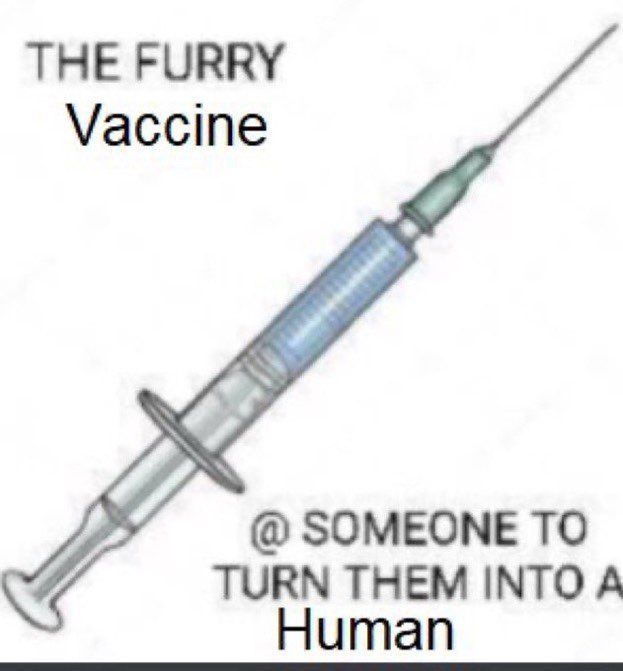 THE FURRY
Vaccine
@ SOMEONE TO
TURN THEM INTO A
Human